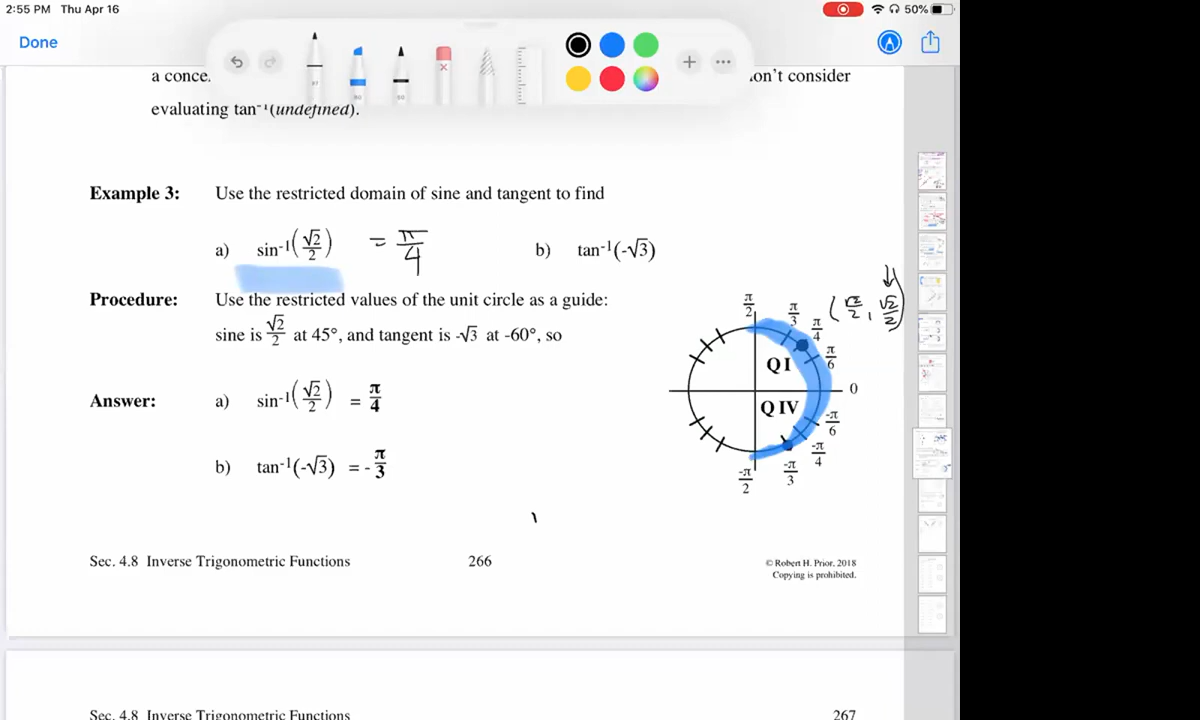 2:55 PM Thu Apr 16
50%
Done
a conce
on't consider
evaluating tan⁻¹(undefined).
Example 3: Use the restricted domain of sine and tangent to find
a) sin⁻¹(√2/2) = π/4 b) tan⁻¹(-√3)
Procedure: Use the restricted values of the unit circle as a guide:
sine is √2/2 at 45°, and tangent is -√3 at -60°, so
Answer: a) sin⁻¹(√2/2) = π/4
b) tan⁻¹(-√3) = - π/3
π/2
π/3
π/4
(√2/2, √2/2)
π/6
Q I
0
Q IV
-π/6
-π/4
-π/3
-π/2
Sec. 4.8 Inverse Trigonometric Functions 266
© Robert H. Prior, 2018
Copying is prohibited.
Sec. 4.8 Inverse Trigonometric Functions 267